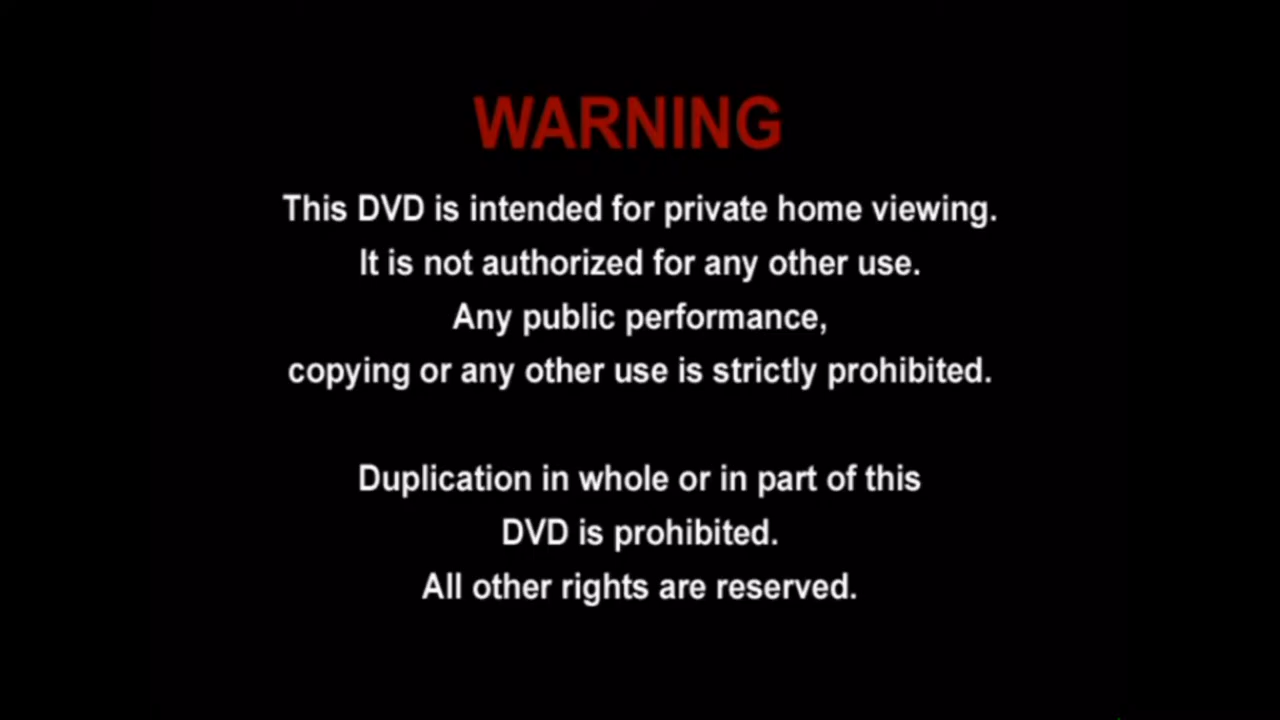 WARNING
This DVD is intended for private home viewing.
It is not authorized for any other use.
Any public performance,
copying or any other use is strictly prohibited.
Duplication in whole or in part of this
DVD is prohibited.
All other rights are reserved.